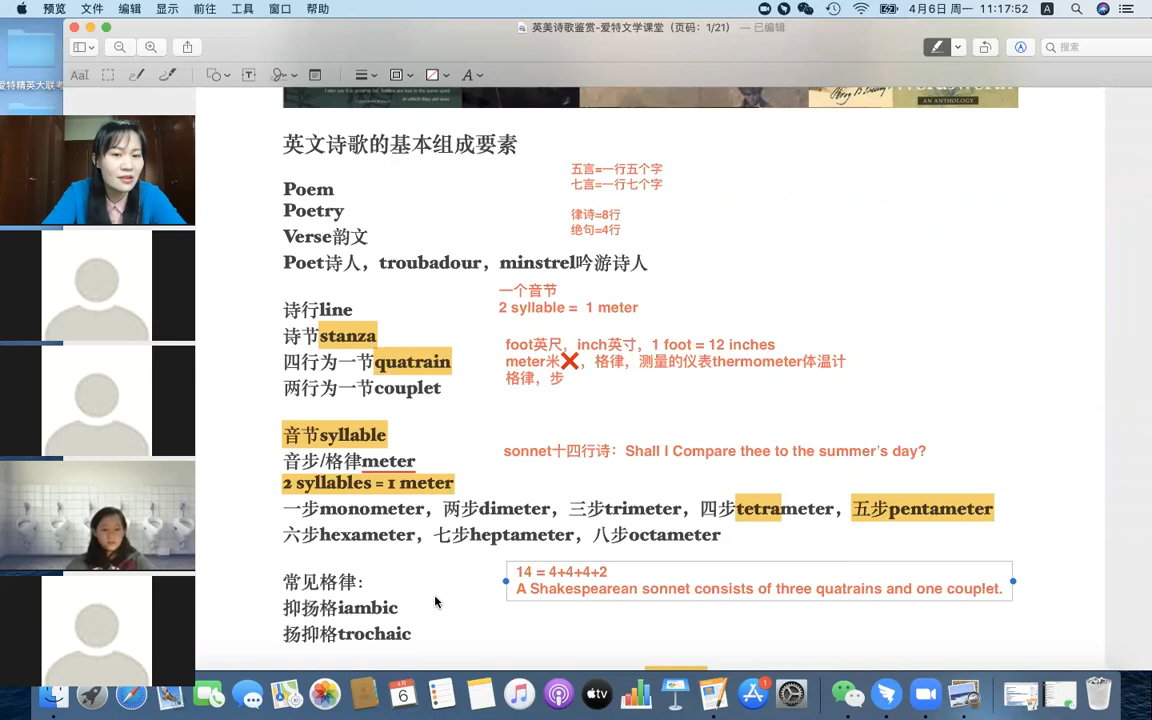 预览 文件 编辑 显示 前往 工具 窗口 帮助
4月6日 周一 11:17:52
A
英美诗歌鉴赏-爱特文学课堂（页码：1/21） — 已编辑
搜索
AaI
T
A
爱特精英大联考
AN ANTHOLOGY
英文诗歌的基本组成要素
五言=一行五个字
七言=一行七个字
Poem
Poetry
律诗=8行
绝句=4行
Verse韵文
Poet诗人，troubadour，minstrel吟游诗人
一个音节
2 syllable = 1 meter
诗行line
诗节stanza
foot英尺，inch英寸，1 foot = 12 inches
meter米❌，格律，测量的仪表thermometer体温计
格律，步
四行为一节quatrain
两行为一节couplet
音节syllable
sonnet十四行诗：Shall I Compare thee to the summer's day?
音步/格律meter
2 syllables = 1 meter
一步monometer，两步dimeter，三步trimeter，四步tetrameter，五步pentameter
六步hexameter，七步heptameter，八步octameter
14 = 4+4+4+2
A Shakespearean sonnet consists of three quatrains and one couplet.
常见格律：
抑扬格iambic
扬抑格trochaic
4月
6
tv
1